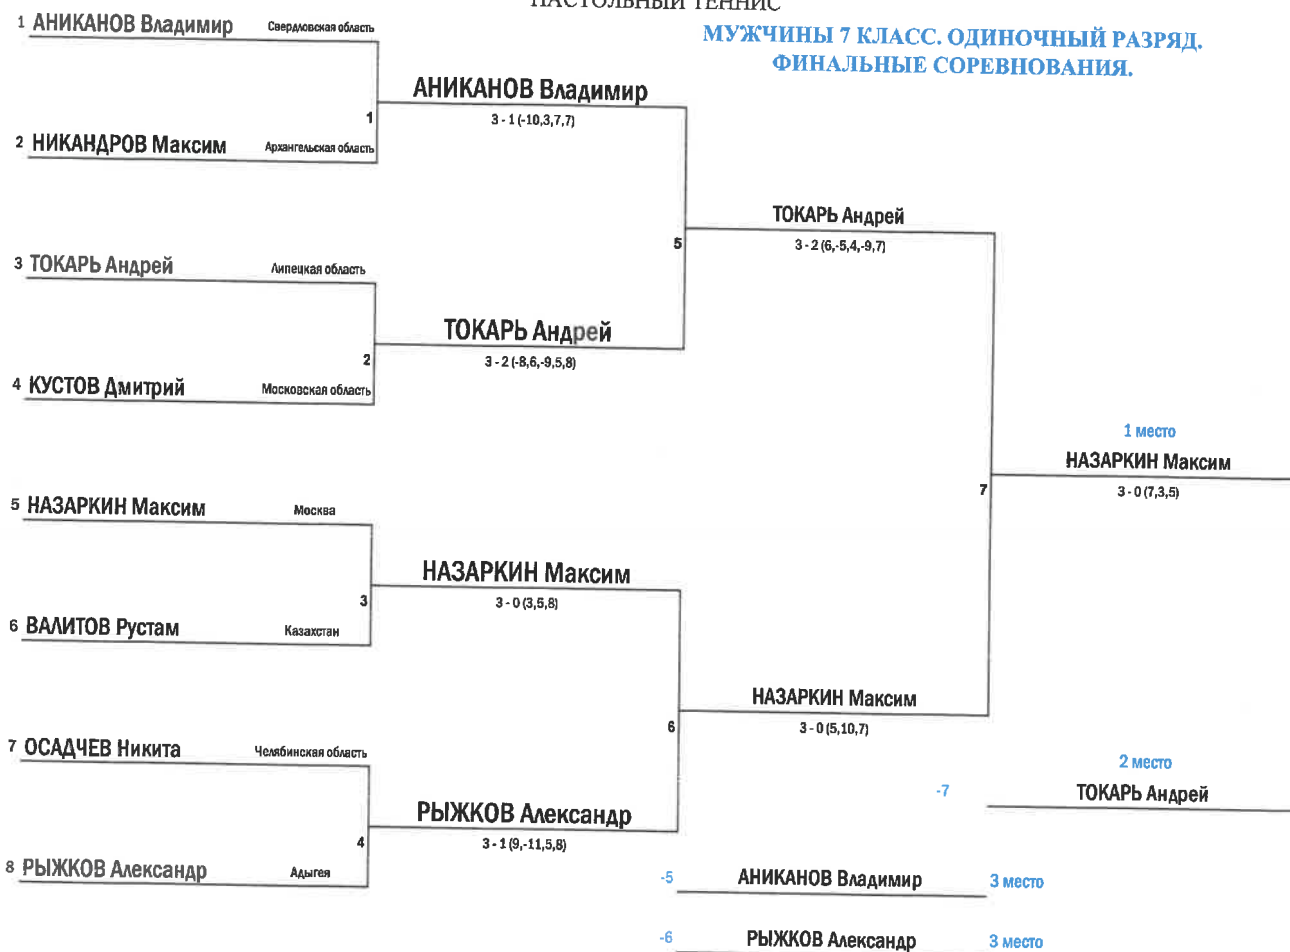 НАСТОЛЬНЫЙ ТЕННИС
МУЖЧИНЫ 7 КЛАСС. ОДИНОЧНЫЙ РАЗРЯД.
ФИНАЛЬНЫЕ СОРЕВНОВАНИЯ.
1 АНИКАНОВ Владимир Свердловская область
АНИКАНОВ Владимир
1
3 - 1 (-10,3,7,7)
2 НИКАНДРОВ Максим Архангельская область
ТОКАРЬ Андрей
5
3 - 2 (6,-5,4,-9,7)
3 ТОКАРЬ Андрей Липецкая область
ТОКАРЬ Андрей
2
3 - 2 (-8,6,-9,5,8)
4 КУСТОВ Дмитрий Московская область
1 место
НАЗАРКИН Максим
7
3 - 0 (7,3,5)
5 НАЗАРКИН Максим Москва
НАЗАРКИН Максим
3
3 - 0 (3,5,8)
6 ВАЛИТОВ Рустам Казахстан
НАЗАРКИН Максим
6
3 - 0 (5,10,7)
7 ОСАДЧЕВ Никита Челябинская область
2 место
-7 ТОКАРЬ Андрей
РЫЖКОВ Александр
4
3 - 1 (9,-11,5,8)
8 РЫЖКОВ Александр Адыгея
-5 АНИКАНОВ Владимир 3 место
-6 РЫЖКОВ Александр 3 место